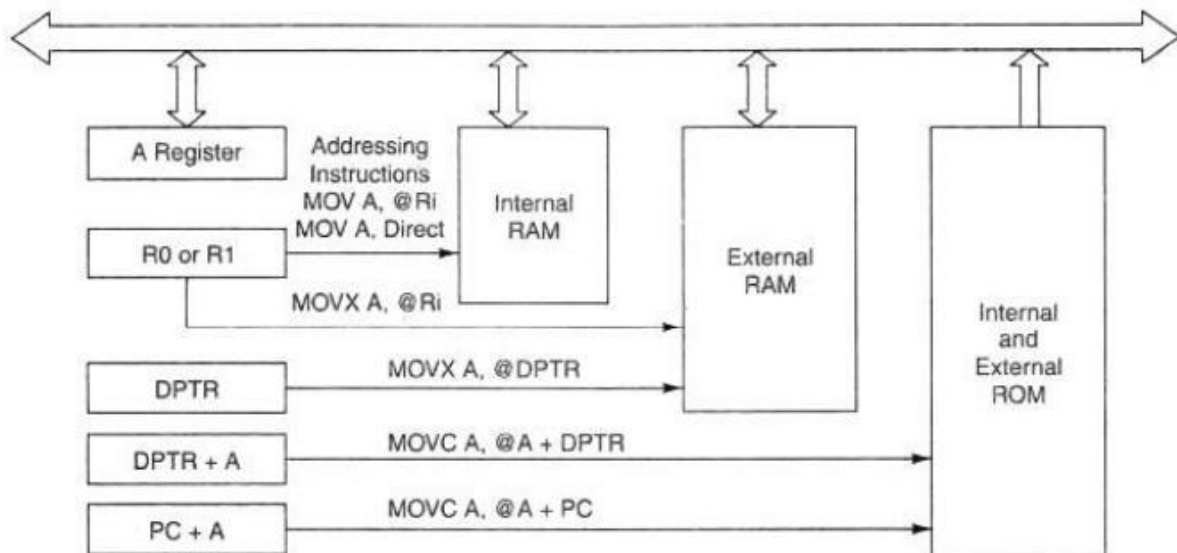 A Register
Addressing
Instructions
MOV A, @Ri
MOV A, Direct
Internal
RAM
R0 or R1
External
RAM
MOVX A, @Ri
Internal
and
External
ROM
DPTR
MOVX A, @DPTR
DPTR + A
MOVC A, @A + DPTR
PC + A
MOVC A, @A + PC